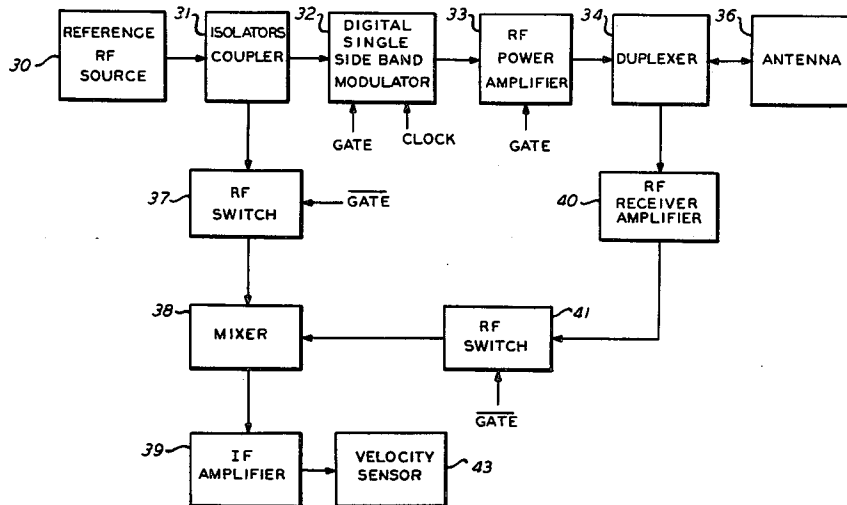 30
REFERENCE
RF
SOURCE
31
ISOLATORS
COUPLER
32
DIGITAL
SINGLE
SIDE BAND
MODULATOR
33
RF
POWER
AMPLIFIER
34
DUPLEXER
36
ANTENNA
GATE
CLOCK
GATE
37
RF
SWITCH
GATE
40
RF
RECEIVER
AMPLIFIER
38
MIXER
41
RF
SWITCH
GATE
39
IF
AMPLIFIER
VELOCITY
SENSOR
43